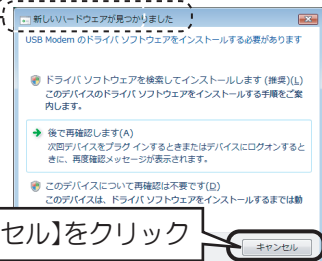 新しいハードウェアが見つかりました
USB Modem のドライバ ソフトウェアをインストールする必要があります
ドライバ ソフトウェアを検索してインストールします (推奨)(L)
このデバイスのドライバ ソフトウェアをインストールする手順をご案
内します。
後で再確認します(A)
次回デバイスをプラグ インするときまたはデバイスにログオンすると
きに、再度確認メッセージが表示されます。
このデバイスについて再確認は不要です(D)
このデバイスは、ドライバ ソフトウェアをインストールするまでは動
セル】をクリック
キャンセル